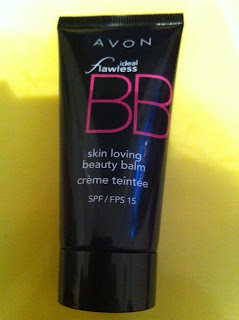 AVON
ideal
flawless
BB
skin loving
beauty balm
crème teintée
SPF/FPS 15